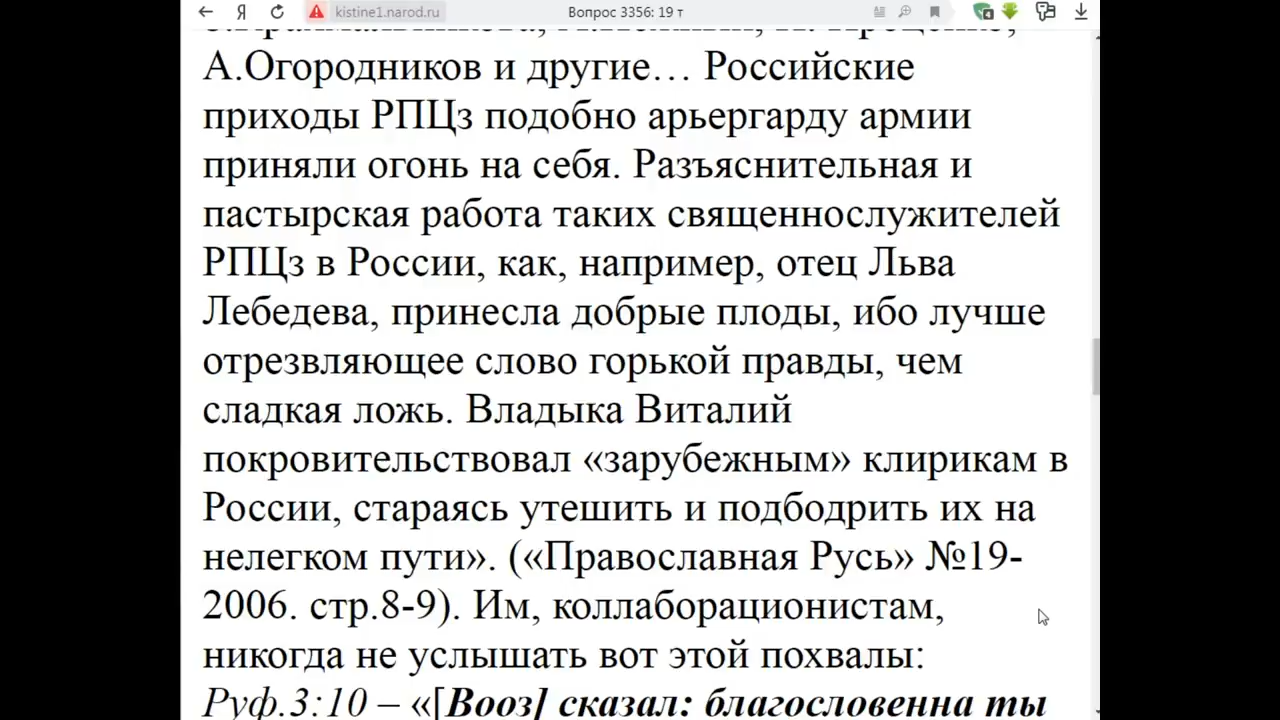 kistine1.narod.ru
Вопрос 3356: 19 т
4
А.Огородников и другие… Российские
приходы РПЦз подобно арьергарду армии
приняли огонь на себя. Разъяснительная и
пастырская работа таких священнослужителей
РПЦз в России, как, например, отец Льва
Лебедева, принесла добрые плоды, ибо лучше
отрезвляющее слово горькой правды, чем
сладкая ложь. Владыка Виталий
покровительствовал «зарубежным» клирикам в
России, стараясь утешить и подбодрить их на
нелегком пути». («Православная Русь» №19-
2006. стр.8-9). Им, коллаборационистам,
никогда не услышать вот этой похвалы:
Руф.3:10 – «[Вооз] сказал: благословенна ты